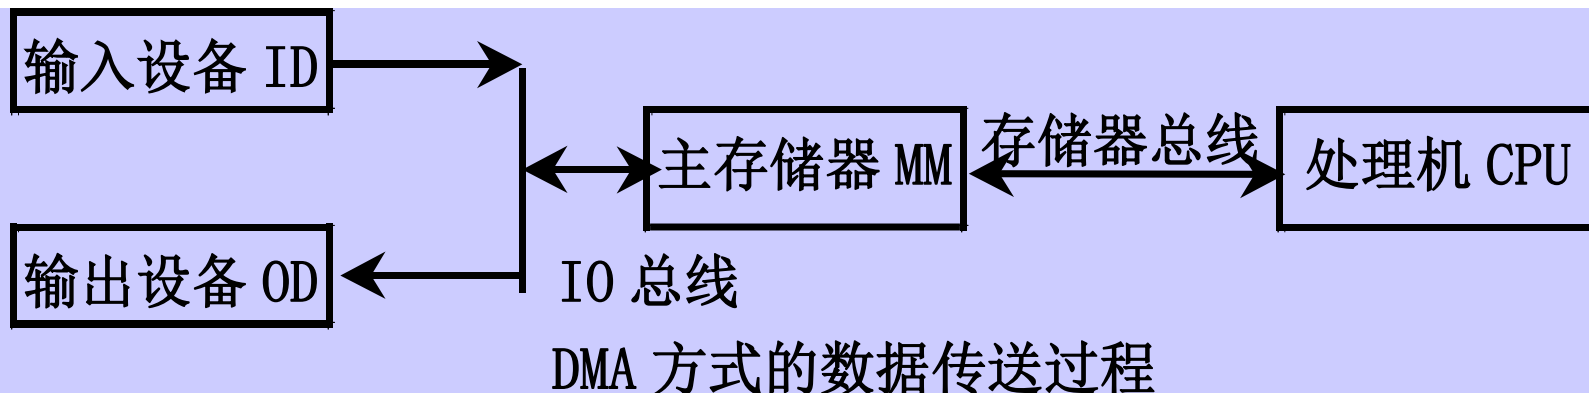 输入设备 ID
存储器总线
主存储器 MM
处理机 CPU
输出设备 OD
IO 总线
DMA 方式的数据传送过程